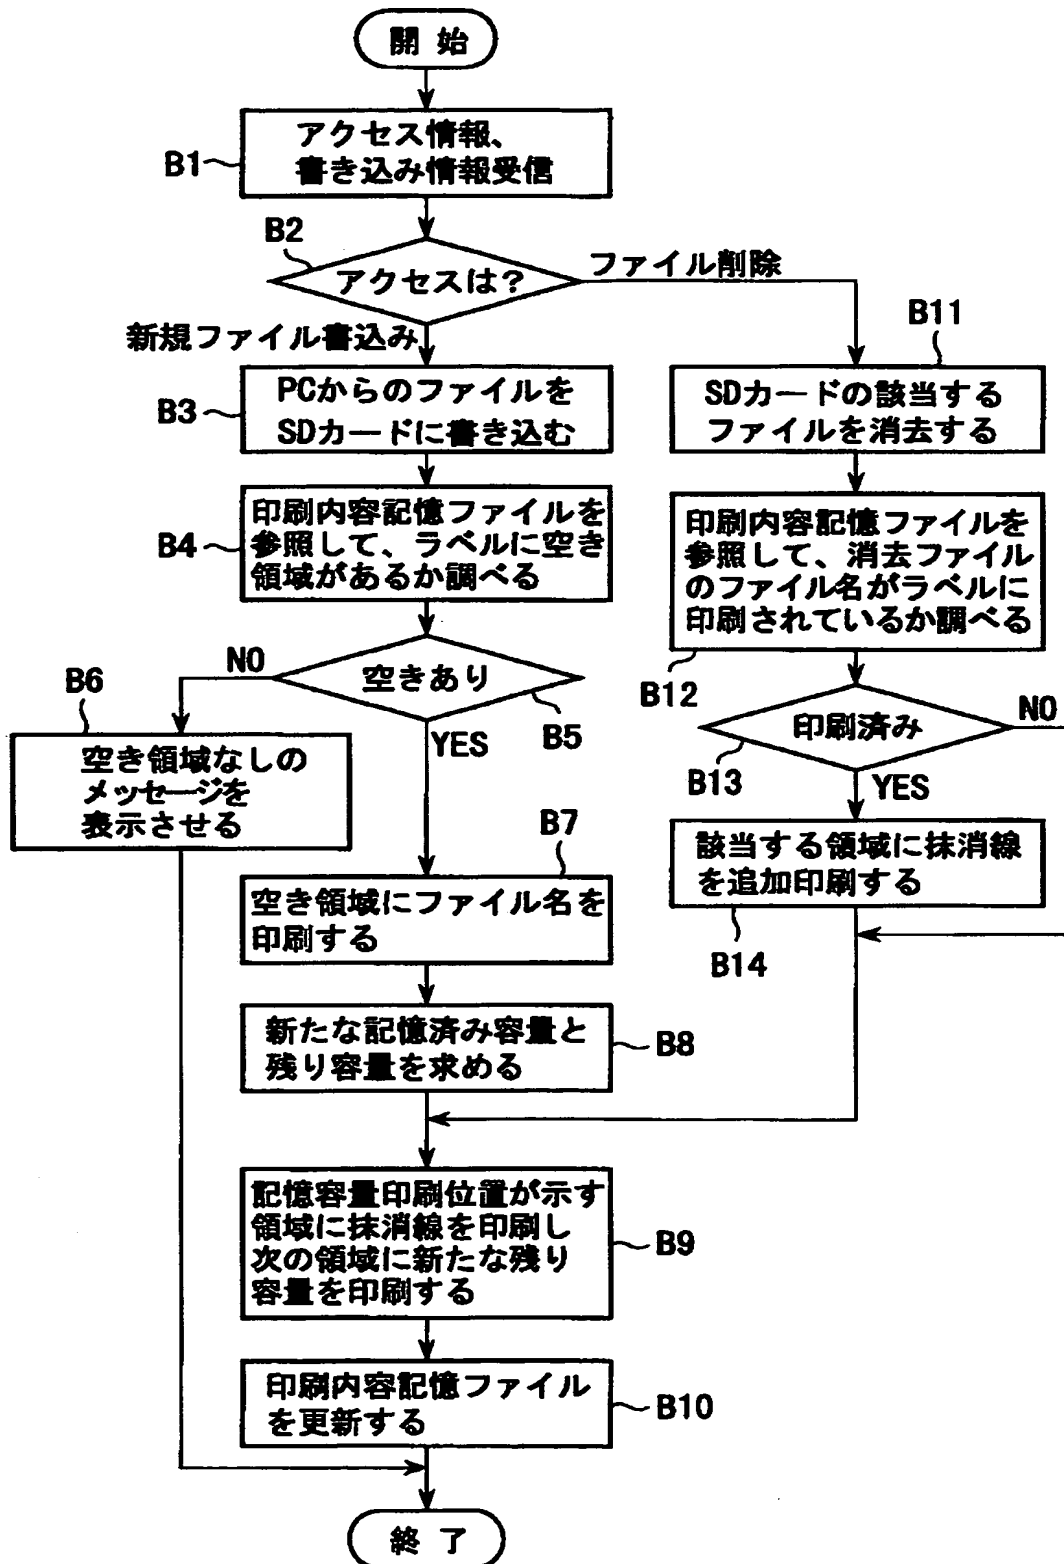 開 始
アクセス情報、
書き込み情報受信
B1
B2
アクセスは?
ファイル削除
新規ファイル書込み
B3
PCからのファイルを
SDカードに書き込む
B4
印刷内容記憶ファイルを
参照して、ラベルに空き
領域があるか調べる
空きあり
B5
NO
YES
B6
空き領域なしの
メッセージを
表示させる
B7
空き領域にファイル名を
印刷する
新たな記憶済み容量と
残り容量を求める
B8
記憶容量印刷位置が示す
領域に抹消線を印刷し
次の領域に新たな残り
容量を印刷する
B9
印刷内容記憶ファイル
を更新する
B10
B11
SDカードの該当する
ファイルを消去する
印刷内容記憶ファイルを
参照して、消去ファイル
のファイル名がラベルに
印刷されているか調べる
B12
印刷済み
B13
NO
YES
該当する領域に抹消線
を追加印刷する
B14
終 了